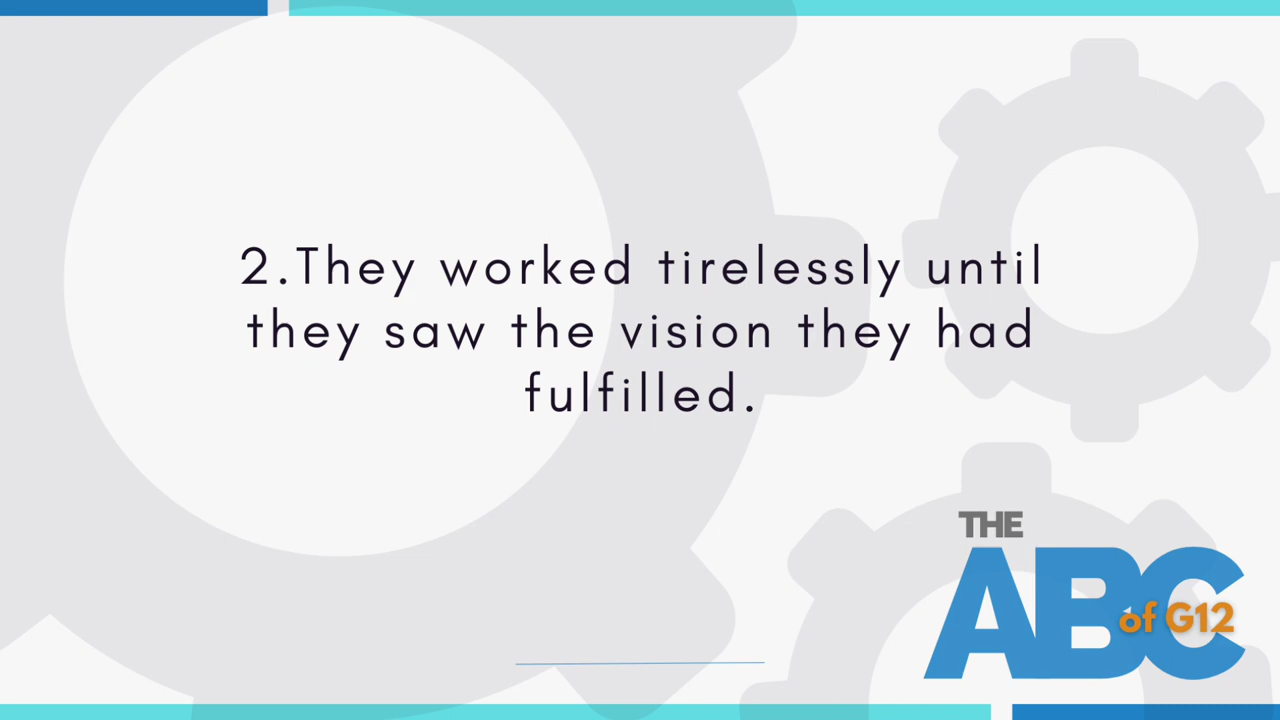 2.They worked tirelessly until
they saw the vision they had
fulfilled.
THE
ABC
of G12